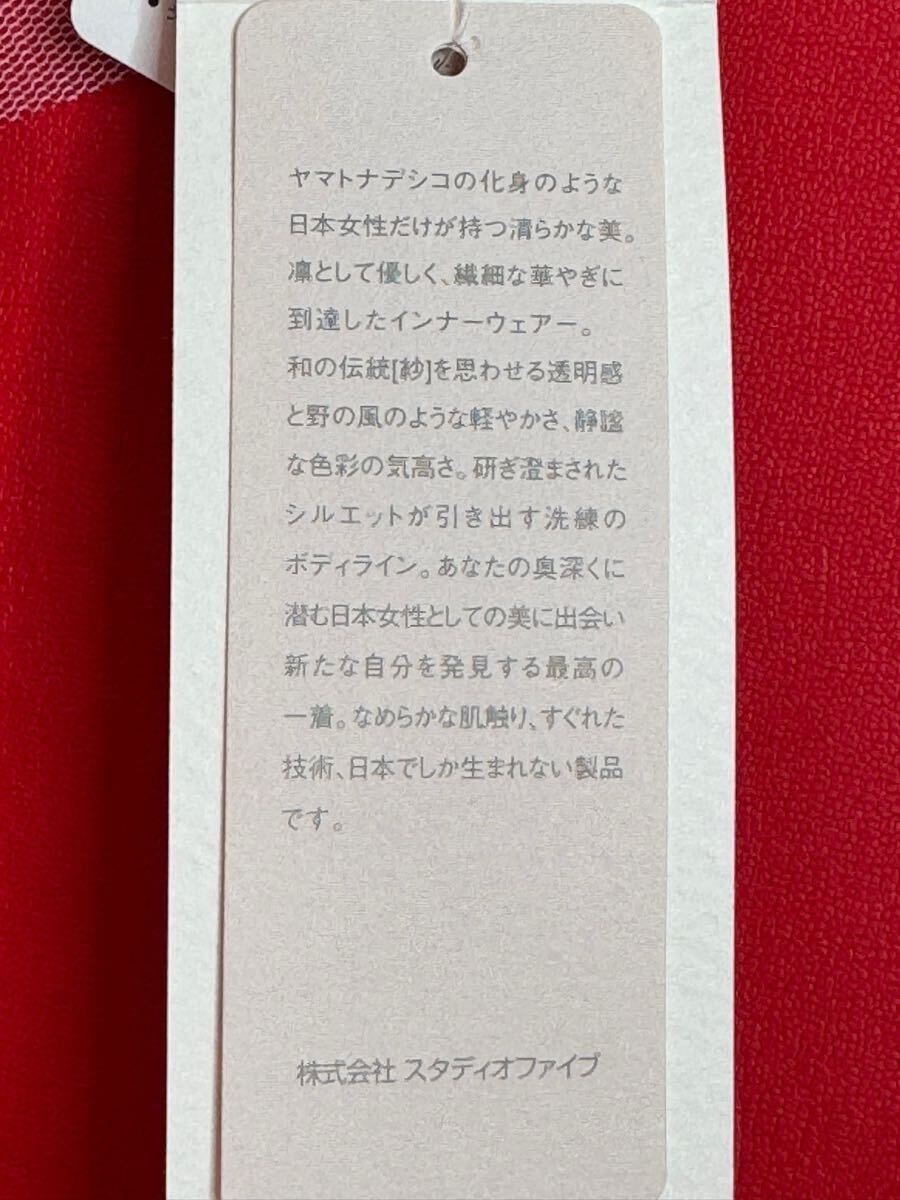 ヤマトナデシコの化身のような
日本女性だけが持つ清らかな美。
凛として優しく、繊細な華やぎに
到達したインナーウェアー。
和の伝統[紗]を思わせる透明感
と野の風のような軽やかさ、静謐
な色彩の気高さ。研ぎ澄まされた
シルエットが引き出す洗練の
ボディライン。あなたの奥深くに
潜む日本女性としての美に出会い
新たな自分を発見する最高の
一着。なめらかな肌触り、すぐれた
技術、日本でしか生まれない製品
です。
株式会社 スタディオファイブ